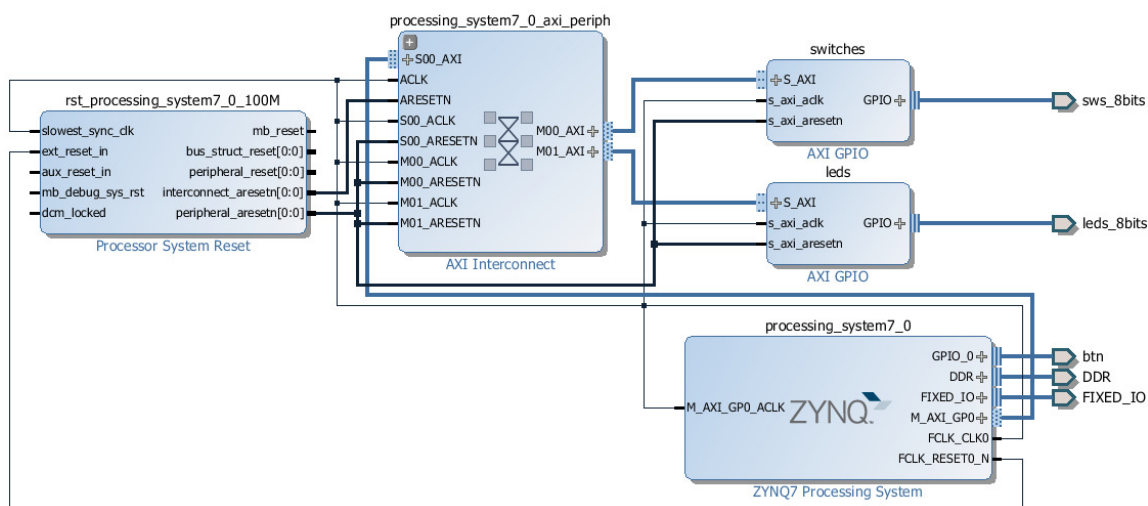 processing_system7_0_axi_periph
S00_AXI
ACLK
ARESETN
S00_ACLK
S00_ARESETN
M00_ACLK
M00_ARESETN
M01_ACLK
M01_ARESETN
M00_AXI
M01_AXI
AXI Interconnect
rst_processing_system7_0_100M
slowest_sync_clk
ext_reset_in
aux_reset_in
mb_debug_sys_rst
dcm_locked
mb_reset
bus_struct_reset[0:0]
peripheral_reset[0:0]
interconnect_aresetn[0:0]
peripheral_aresetn[0:0]
Processor System Reset
switches
S_AXI
s_axi_aclk
s_axi_aresetn
GPIO
AXI GPIO
sws_8bits
leds
S_AXI
s_axi_aclk
s_axi_aresetn
GPIO
AXI GPIO
leds_8bits
processing_system7_0
M_AXI_GP0_ACLK
ZYNQ
GPIO_0
DDR
FIXED_IO
M_AXI_GP0
FCLK_CLK0
FCLK_RESET0_N
ZYNQ7 Processing System
btn
DDR
FIXED_IO